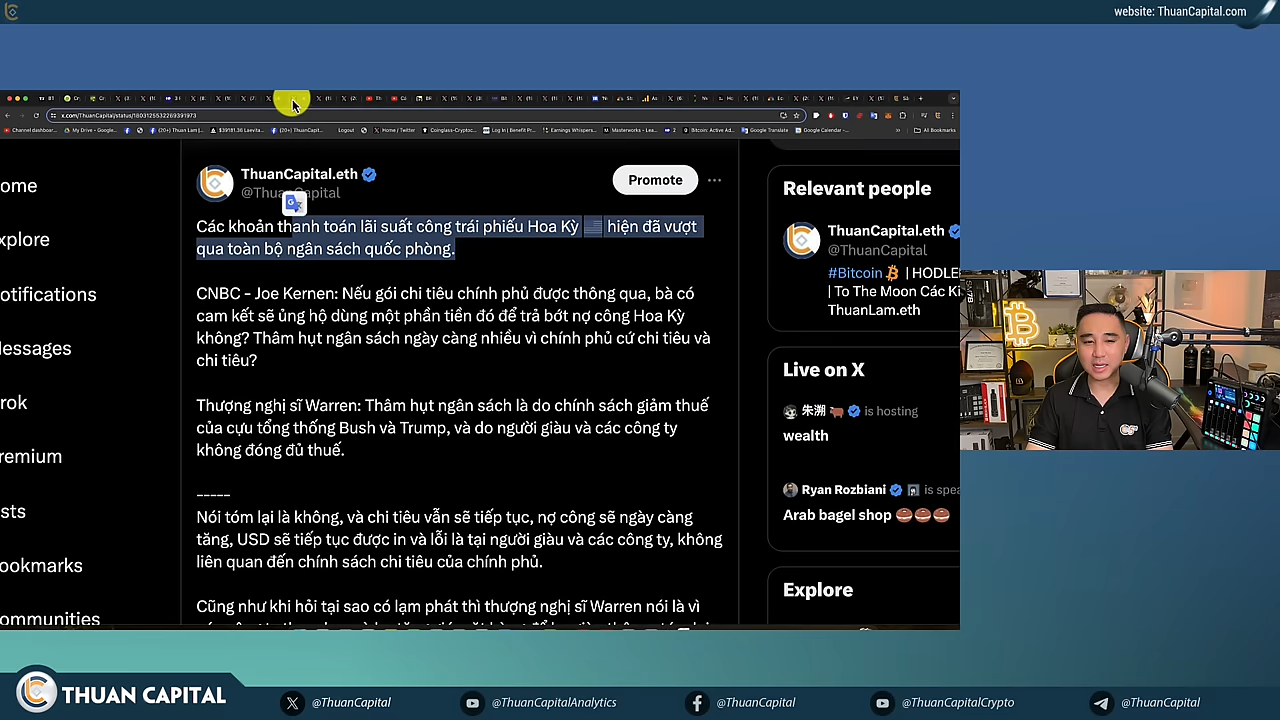 website: ThuanCapital.com
x.com/ThuanCapital/status/1803125532269391973
ome
xplore
otifications
lessages
rok
remium
sts
ookmarks
ommunities
ThuanCapital.eth
@ThuanCapital
Promote
Các khoản thanh toán lãi suất công trái phiếu Hoa Kỳ 🇺🇸 hiện đã vượt
qua toàn bộ ngân sách quốc phòng.
CNBC - Joe Kernen: Nếu gói chi tiêu chính phủ được thông qua, bà có
cam kết sẽ ủng hộ dùng một phần tiền đó để trả bớt nợ công Hoa Kỳ
không? Thâm hụt ngân sách ngày càng nhiều vì chính phủ cứ chi tiêu và
chi tiêu?
Thượng nghị sĩ Warren: Thâm hụt ngân sách là do chính sách giảm thuế
của cựu tổng thống Bush và Trump, và do người giàu và các công ty
không đóng đủ thuế.
-----
Nói tóm lại là không, và chi tiêu vẫn sẽ tiếp tục, nợ công sẽ ngày càng
tăng, USD sẽ tiếp tục được in và lỗi là tại người giàu và các công ty, không
liên quan đến chính sách chi tiêu của chính phủ.
Cũng như khi hỏi tại sao có lạm phát thì thượng nghị sĩ Warren nói là vì
Relevant people
ThuanCapital.eth
@ThuanCapital
#Bitcoin | HODLE
| To The Moon Các Ki
ThuanLam.eth
Live on X
朱溯 is hosting
wealth
Ryan Rozbiani is spea
Arab bagel shop
Explore
THUAN CAPITAL
@ThuanCapital
@ThuanCapitalAnalytics
@ThuanCapital
@ThuanCapitalCrypto
@ThuanCapital